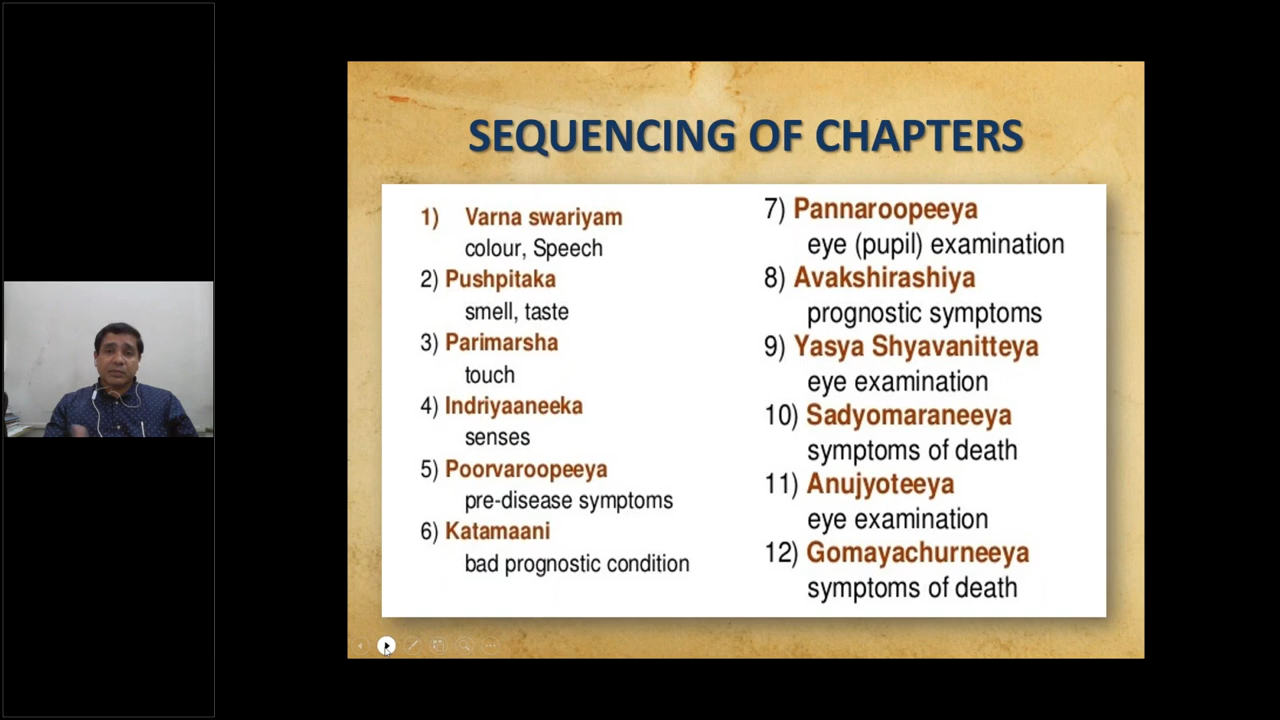 SEQUENCING OF CHAPTERS
1) Varna swariyam
colour, Speech
2) Pushpitaka
smell, taste
3) Parimarsha
touch
4) Indriyaaneeka
senses
5) Poorvaroopeeya
pre-disease symptoms
6) Katamaani
bad prognostic condition
7) Pannaroopeeya
eye (pupil) examination
8) Avakshirashiya
prognostic symptoms
9) Yasya Shyavanitteya
eye examination
10) Sadyomaraneeya
symptoms of death
11) Anujyoteeya
eye examination
12) Gomayachurneeya
symptoms of death